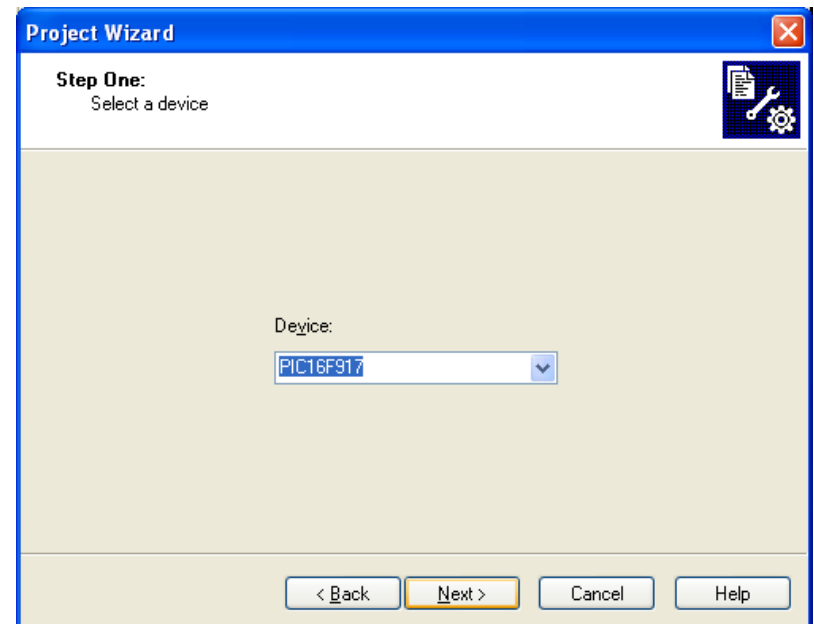 Project Wizard
Step One:
Select a device
Device:
PIC16F917
< Back Next > Cancel Help